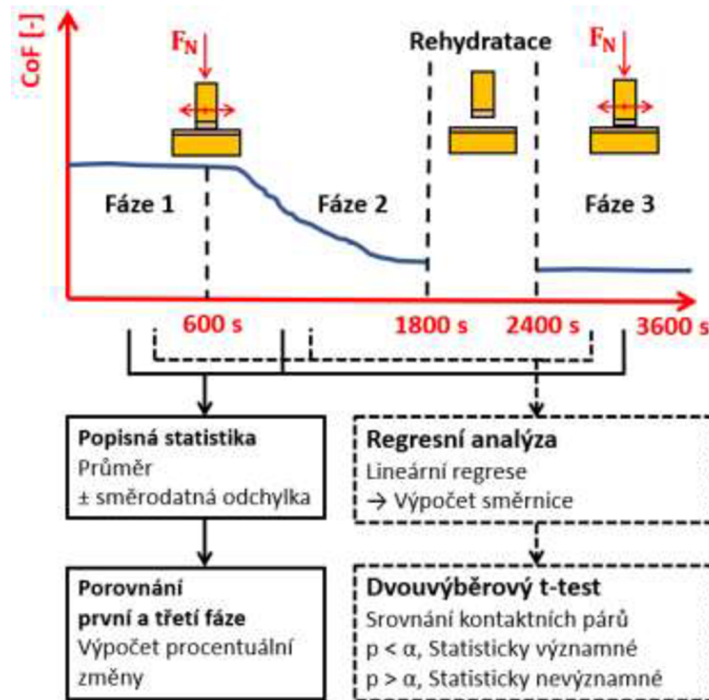 CoF [-]
F_N
Rehydratace
F_N
Fáze 1
Fáze 2
Fáze 3
600 s
1800 s
2400 s
3600 s
Popisná statistika
Průměr
± směrodatná odchylka
Regresní analýza
Lineární regrese
→ Výpočet směrnice
Porovnání
první a třetí fáze
Výpočet procentuální
změny
Dvouvýběrový t-test
Srovnání kontaktních párů
p < α, Statisticky významné
p > α, Statisticky nevýznamné